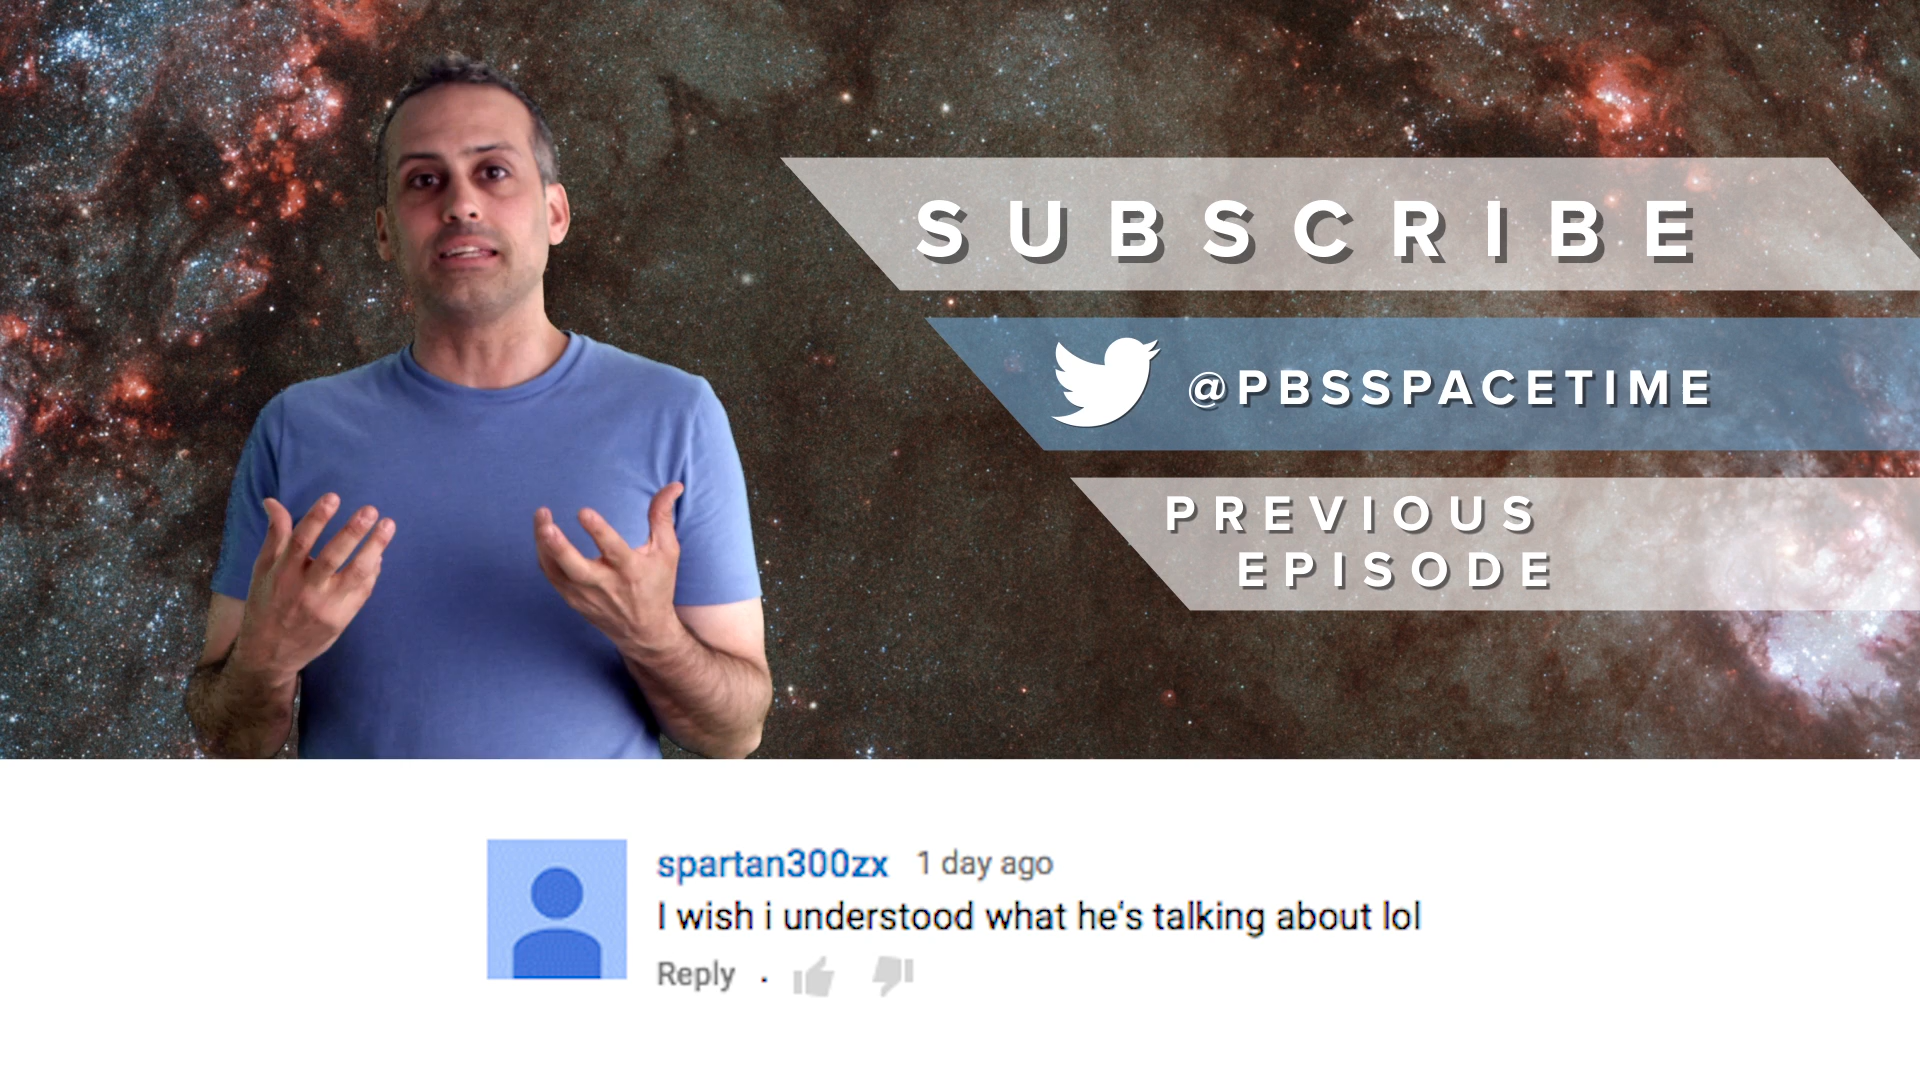 SUBSCRIBE
@PBSSPACETIME
PREVIOUS
EPISODE
spartan300zx 1 day ago
I wish i understood what he's talking about lol
Reply .